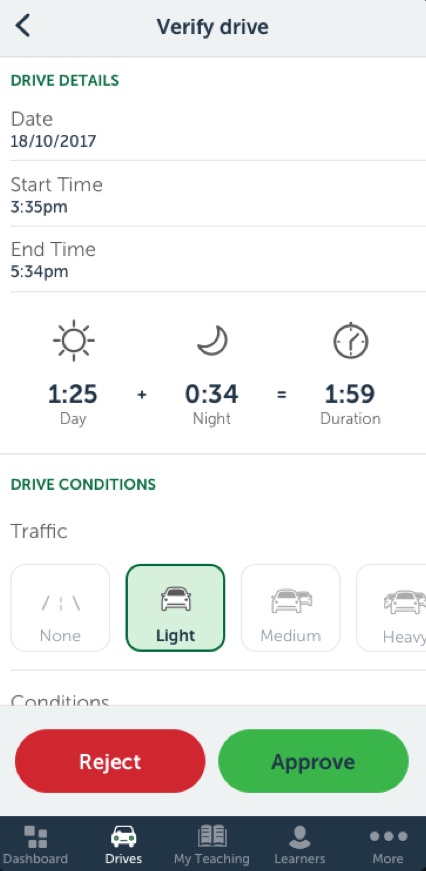 Verify drive
DRIVE DETAILS
Date
18/10/2017
Start Time
3:35pm
End Time
5:34pm
1:25 + 0:34 = 1:59
Day Night Duration
DRIVE CONDITIONS
Traffic
None Light Medium Heavy
Conditions
Reject Approve
Dashboard Drives My Teaching Learners More